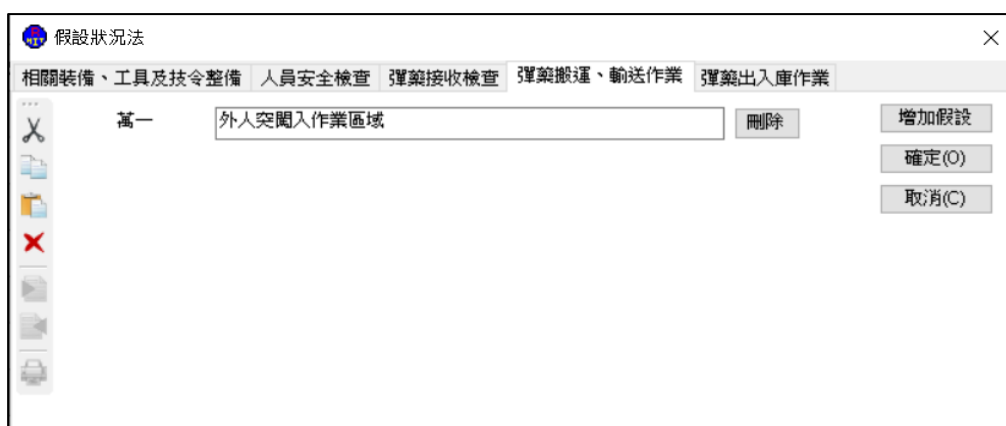 假設狀況法
相關裝備、工具及技令整備 人員安全檢查 彈藥接收檢查 彈藥搬運、輸送作業 彈藥出入庫作業
萬一 外人突闖入作業區域 刪除 增加假設
確定(O)
取消(C)